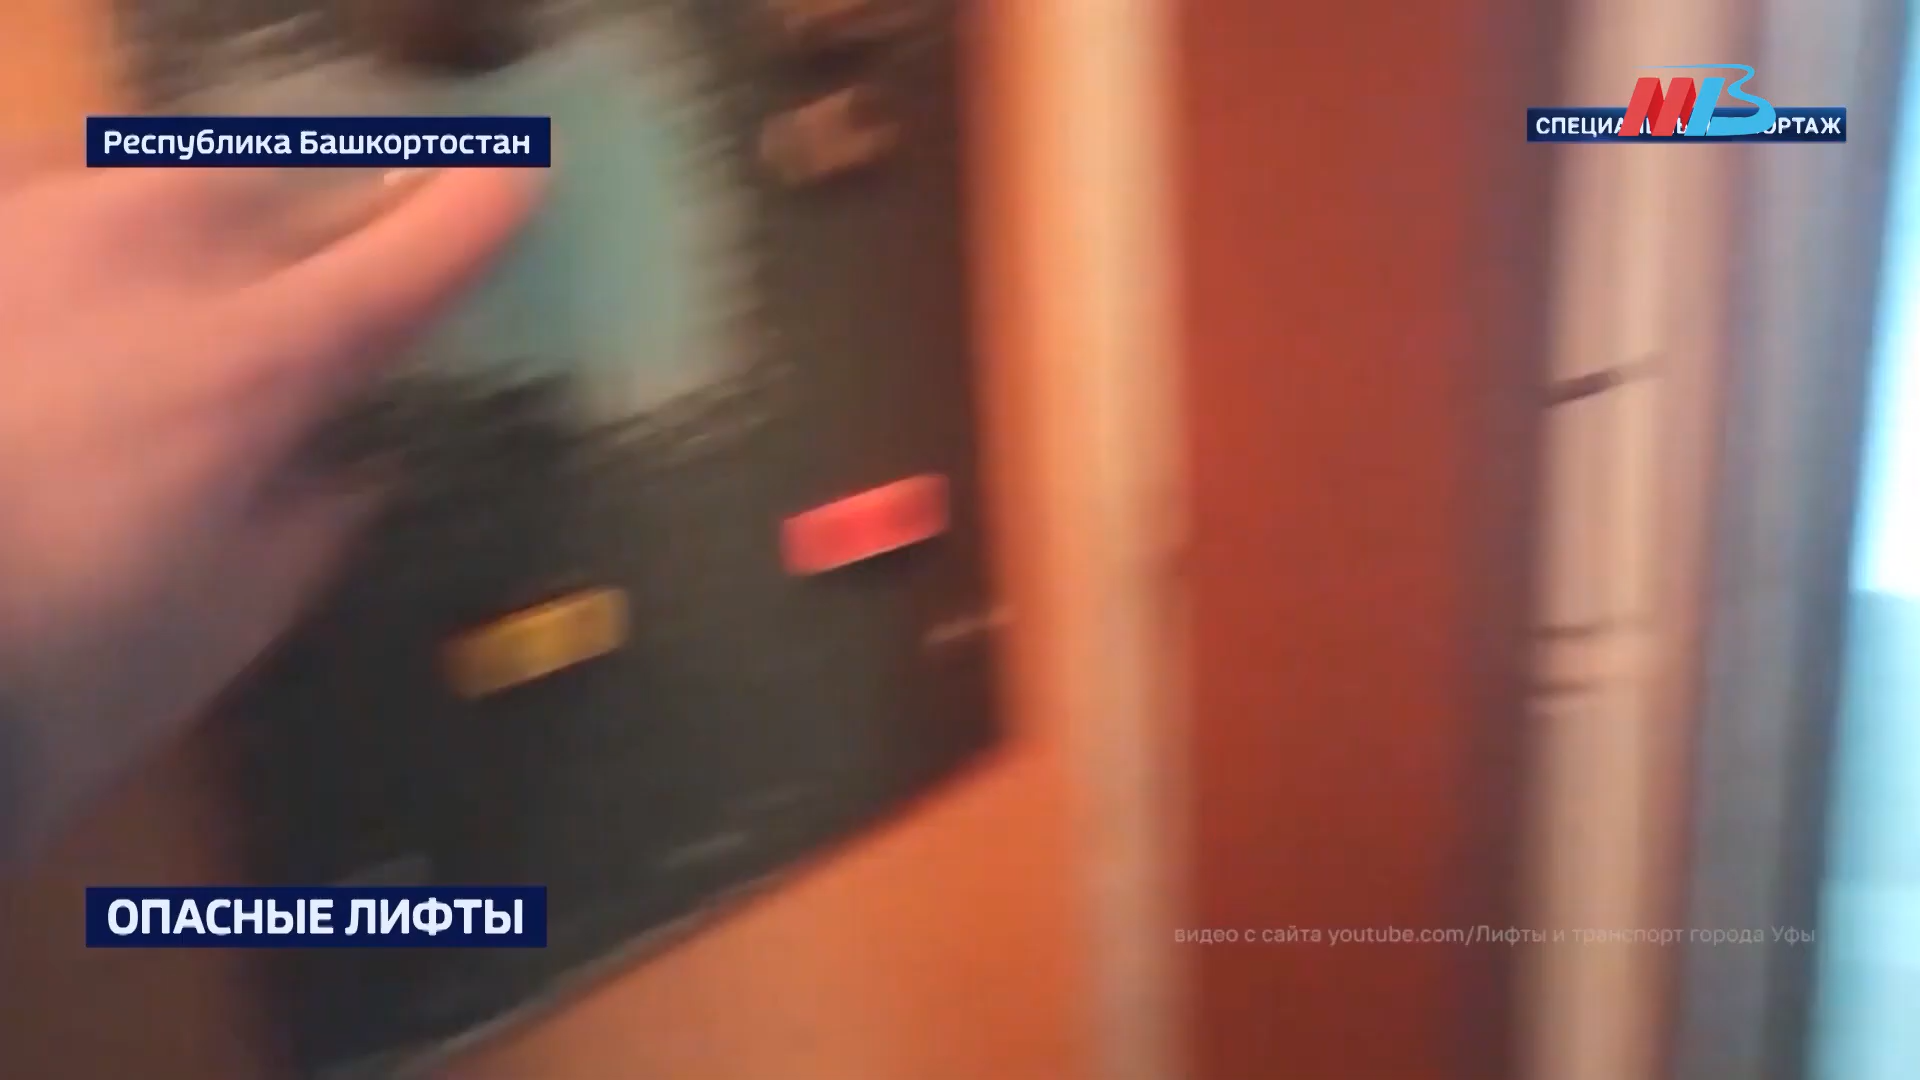 Республика Башкортостан
ОПАСНЫЕ ЛИФТЫ
видео с сайта youtube.com/Лифты и транспорт города Уфы